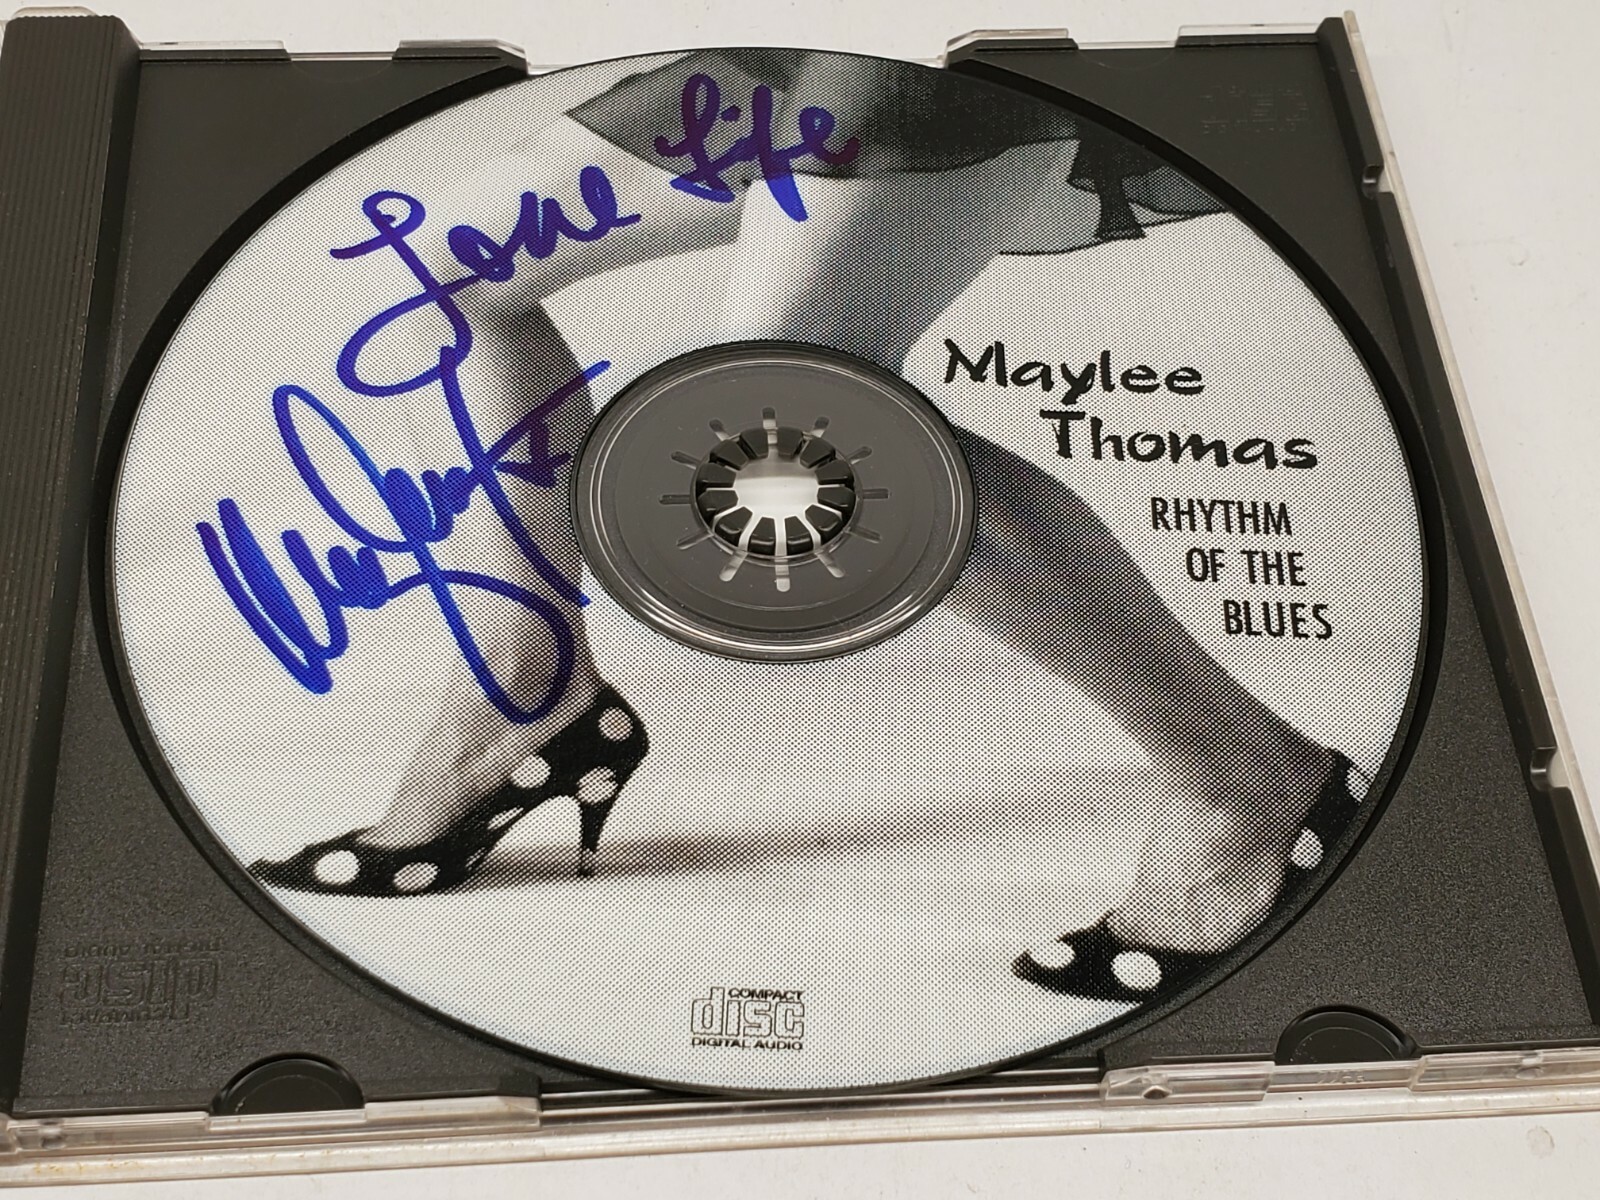 Love Life
Maylee
Thomas
RHYTHM
OF THE
BLUES
COMPACT
disc
DIGITAL AUDIO